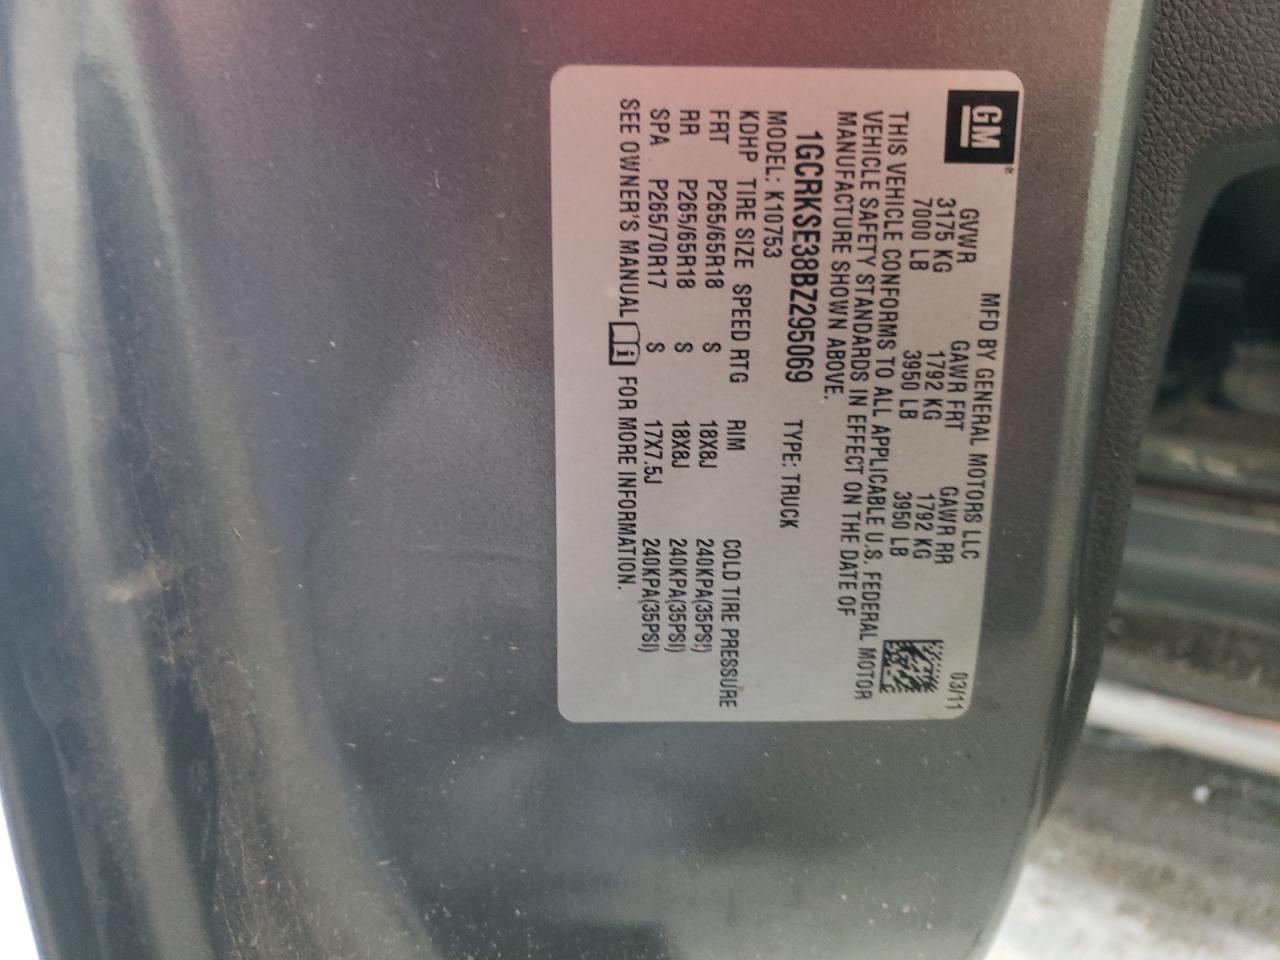 GM®
MFD BY GENERAL MOTORS LLC 03/11
GVWR GAWR FRT GAWR RR
3175 KG 1792 KG 1792 KG
7000 LB 3950 LB 3950 LB
THIS VEHICLE CONFORMS TO ALL APPLICABLE U.S. FEDERAL MOTOR
VEHICLE SAFETY STANDARDS IN EFFECT ON THE DATE OF
MANUFACTURE SHOWN ABOVE.
1GCRKSE38BZ295069 TYPE: TRUCK
MODEL: K10753
KDHP TIRE SIZE SPEED RTG RIM COLD TIRE PRESSURE
FRT P265/65R18 S 18X8J 240KPA(35PSI)
RR P265/65R18 S 18X8J 240KPA(35PSI)
SPA P265/70R17 S 17X7.5J 240KPA(35PSI)
SEE OWNER'S MANUAL i FOR MORE INFORMATION.